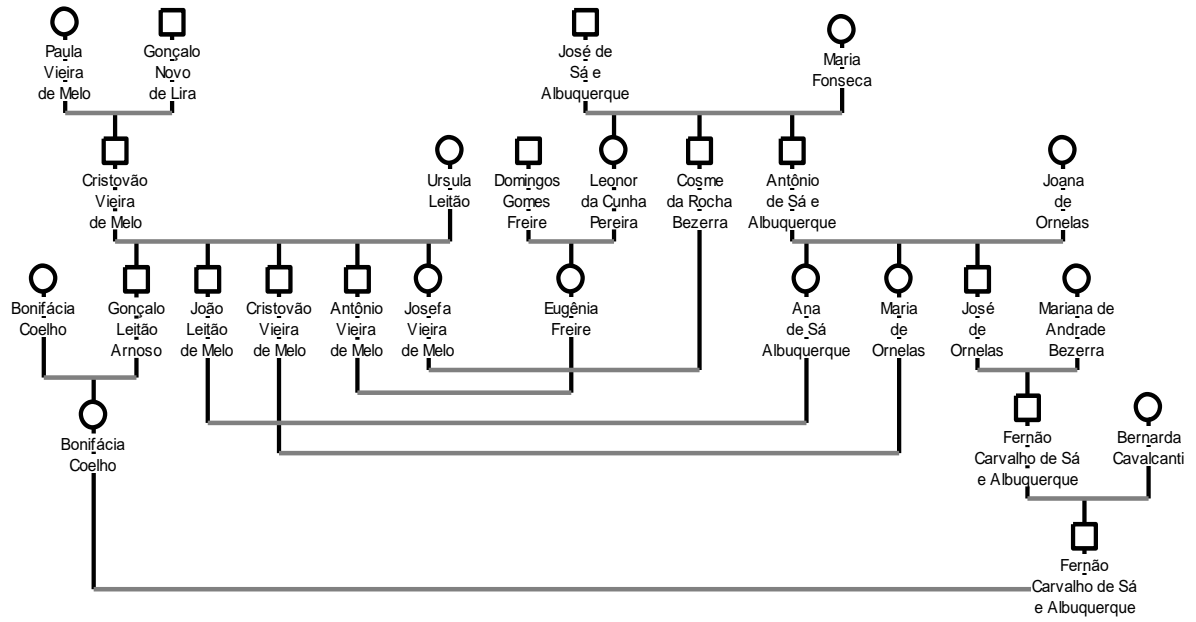 Paula
Vieira
de Melo
Gonçalo
Novo
de Lira
José de
Sá e
Albuquerque
Maria
Fonseca
Cristovão
Vieira
de Melo
Ursula
Leitão
Domingos
Gomes
Freire
Leonor
da Cunha
Pereira
Cosme
da Rocha
Bezerra
Antônio
de Sá e
Albuquerque
Joana
de
Ornelas
Bonifácia
Coelho
Gonçalo
Leitão
Arnoso
João
Leitão
de Melo
Cristovão
Vieira
de Melo
Antônio
Vieira
de Melo
Josefa
Vieira
de Melo
Eugênia
Freire
Ana
de Sá
Albuquerque
Maria
de
Ornelas
José
de
Ornelas
Mariana de
Andrade
Bezerra
Bonifácia
Coelho
Fernão
Carvalho de Sá
e Albuquerque
Bernarda
Cavalcanti
Fernão
Carvalho de Sá
e Albuquerque